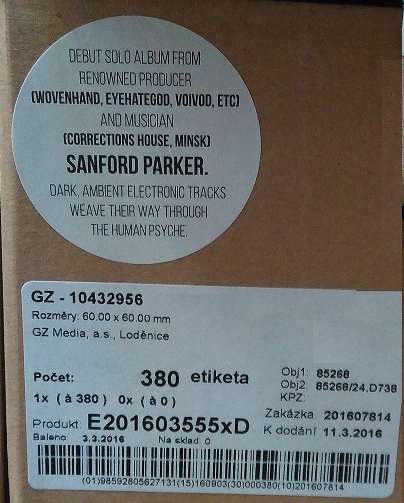 DEBUT SOLO ALBUM FROM
RENOWNED PRODUCER
(WOVENHAND, EYEHATEGOD, VOIVOD, ETC)
AND MUSICIAN
(CORRECTIONS HOUSE, MINSK)
SANFORD PARKER.
DARK, AMBIENT ELECTRONIC TRACKS
WEAVE THEIR WAY THROUGH
THE HUMAN PSYCHE.
GZ - 10432956
Rozměry: 60.00 x 60.00 mm
GZ Media, a.s., Loděnice
Počet: 380 etiketa
1x ( à 380 ) 0x ( à 0 )
Obj1: 85268
Obj2: 85268/24,D738
KPZ:
Zakázka 201607814
Produkt: E201603555xD
K dodání 11.3.2016
Baleno: 3.3.2016 Na sklad: 0
(01)98592805627131(15)160903(30)000380(10)201607814